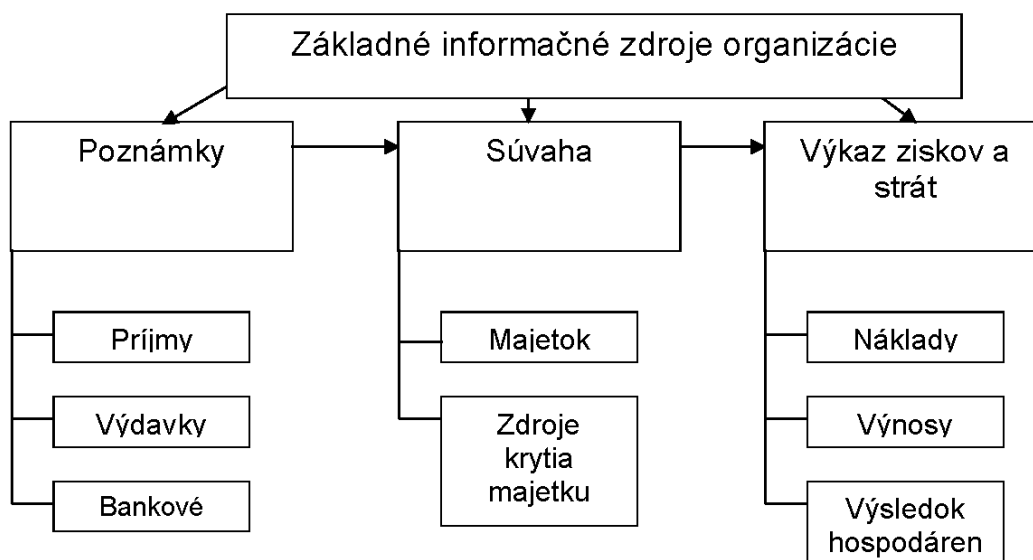 Základné informačné zdroje organizácie
Poznámky
Súvaha
Výkaz ziskov a
strát
Príjmy
Výdavky
Bankové
Majetok
Zdroje
krytia
majetku
Náklady
Výnosy
Výsledok
hospodáren